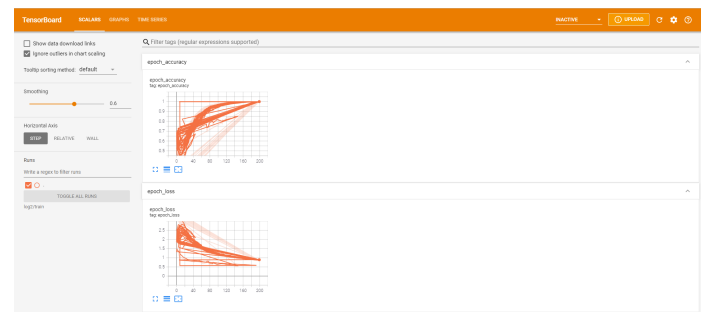 TensorBoard SCALARS GRAPHS TIME SERIES INACTIVE UPLOAD
Show data download links
Ignore outliers in chart scaling
Tooltip sorting method: default
Smoothing
0.6
Horizontal Axis
STEP RELATIVE WALL
Runs
Write a regex to filter runs
.
TOGGLE ALL RUNS
log2/train
Filter tags (regular expressions supported)
epoch_accuracy
epoch_accuracy
tag: epoch_accuracy
1
0.9
0.8
0.7
0.6
0.5
0 40 80 120 160 200
epoch_loss
epoch_loss
tag: epoch_loss
2.5
2
1.5
1
0.5
0
0 40 80 120 160 200